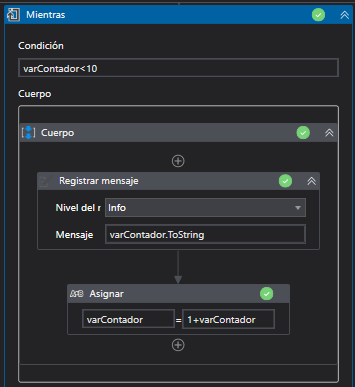 Mientras
Condición
varContador<10
Cuerpo
Cuerpo
Registrar mensaje
Nivel del r Info
Mensaje varContador.ToString
A=B Asignar
varContador = 1+varContador